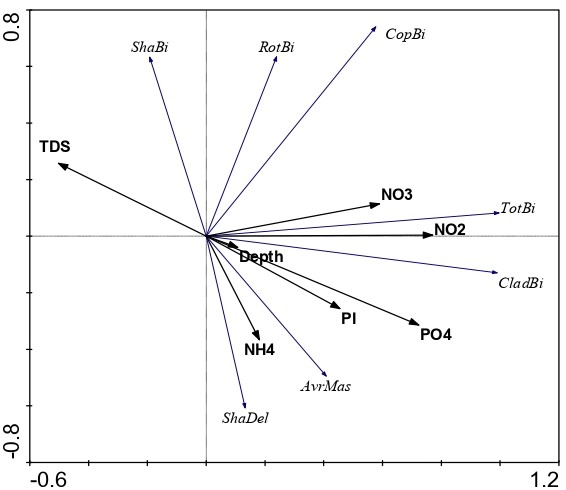 0.8
ShaBi
RotBi
CopBi
TDS
NO3
TotBi
NO2
Depth
CladBi
PI
PO4
NH4
AvrMas
ShaDel
-0.8
-0.6
1.2